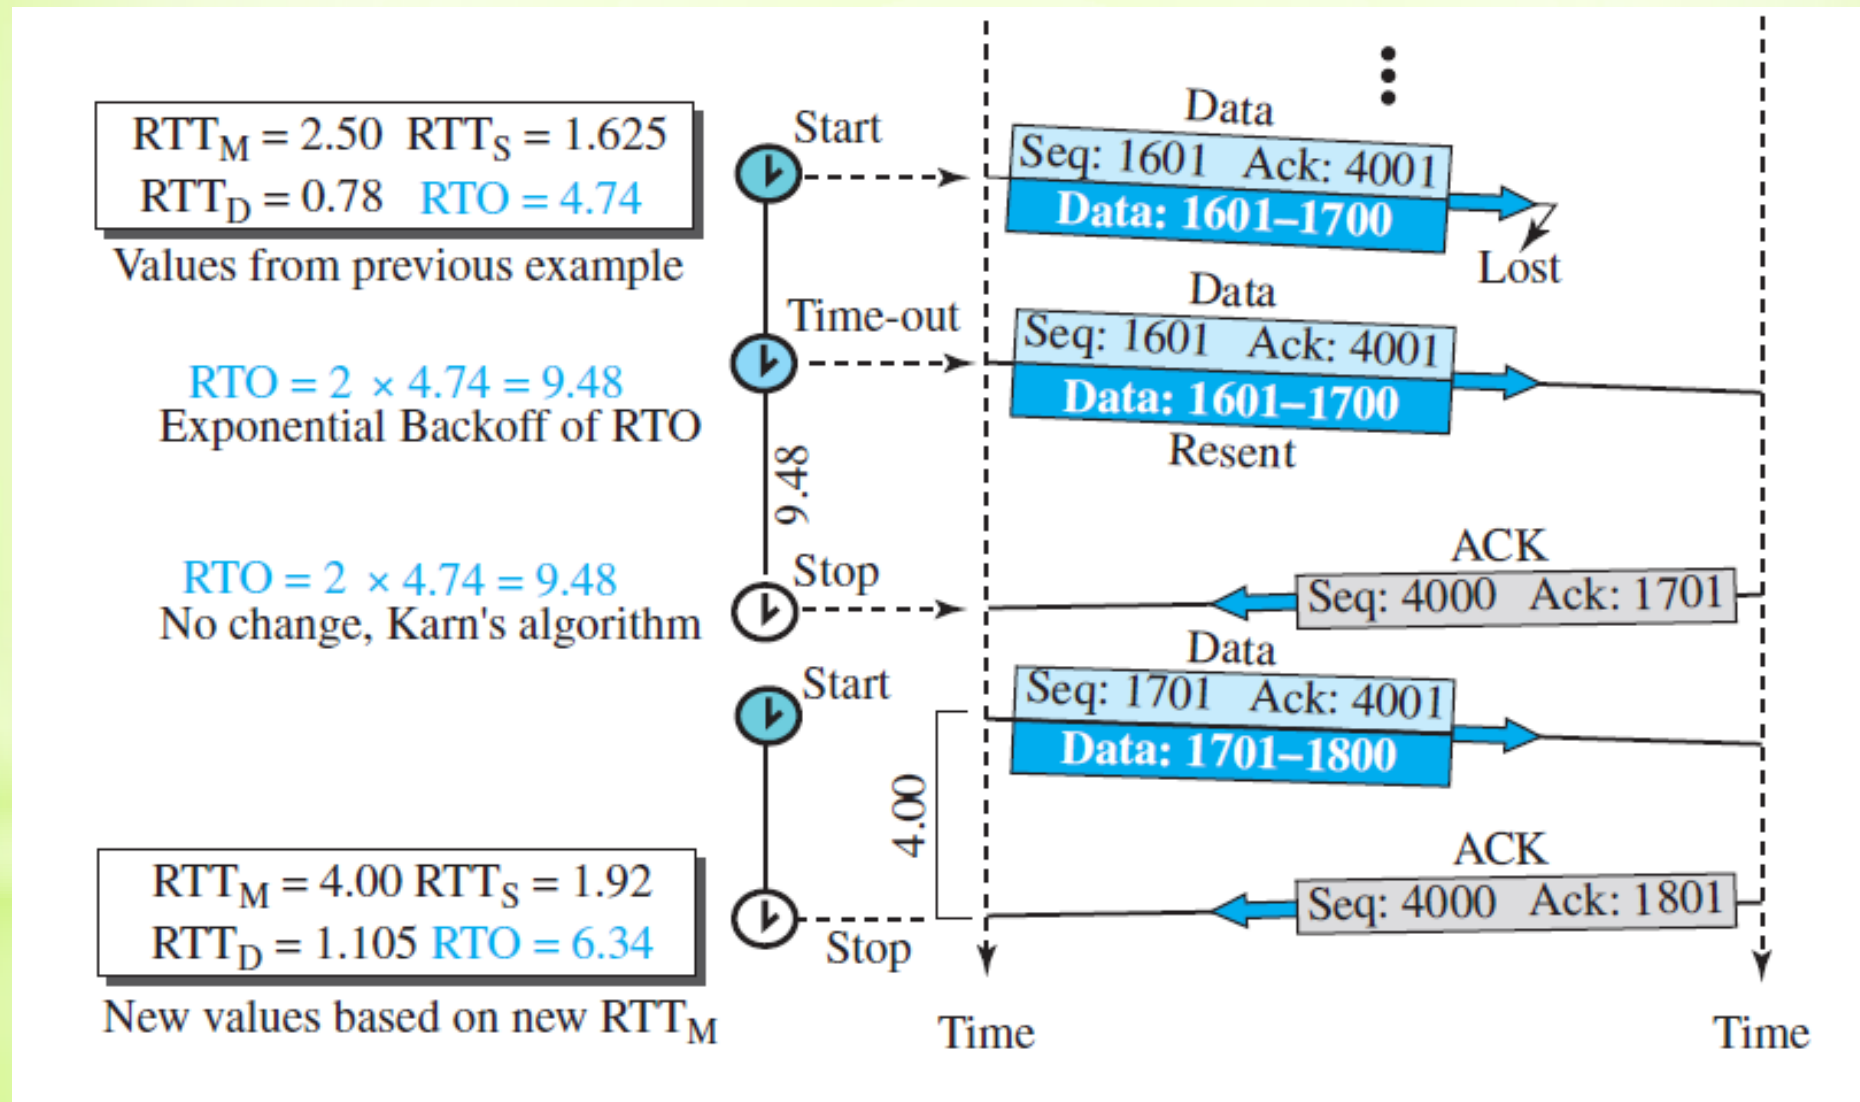 RTTM = 2.50 RTTS = 1.625
RTTD = 0.78 RTO = 4.74
Values from previous example
Start
Data
Seq: 1601 Ack: 4001
Data: 1601–1700
Lost
Time-out
Data
Seq: 1601 Ack: 4001
Data: 1601–1700
Resent
RTO = 2 × 4.74 = 9.48
Exponential Backoff of RTO
9.48
RTO = 2 × 4.74 = 9.48
No change, Karn's algorithm
Stop
ACK
Seq: 4000 Ack: 1701
Start
Data
Seq: 1701 Ack: 4001
Data: 1701–1800
4.00
ACK
Seq: 4000 Ack: 1801
Stop
RTTM = 4.00 RTTS = 1.92
RTTD = 1.105 RTO = 6.34
New values based on new RTTM
Time
Time